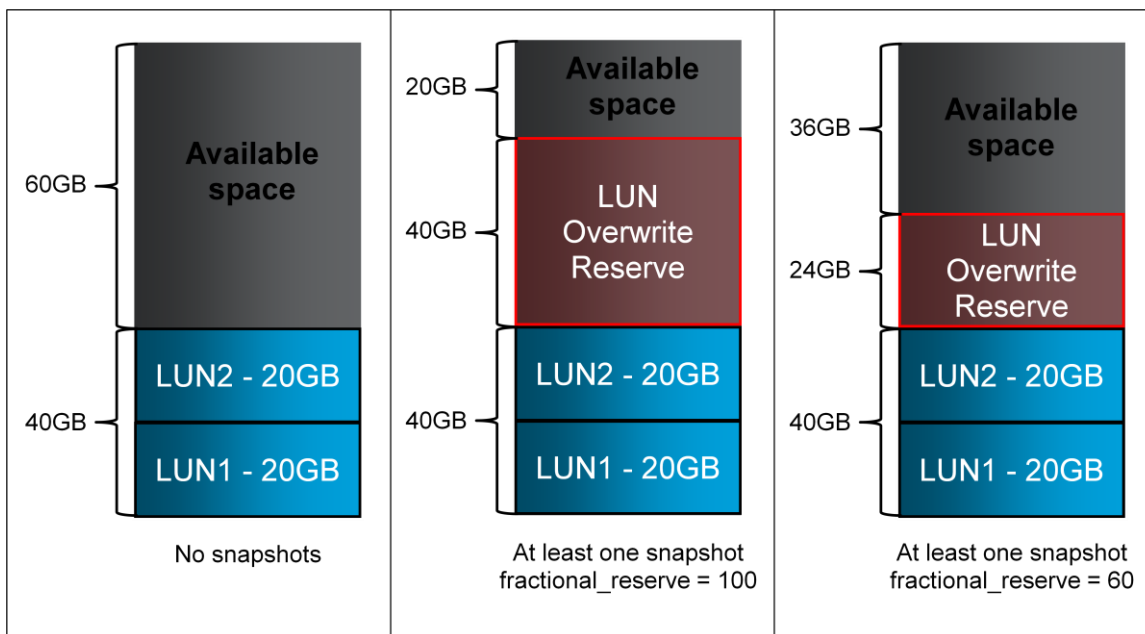 60GB
Available
space
40GB
LUN2 - 20GB
LUN1 - 20GB
No snapshots
20GB
Available
space
40GB
LUN
Overwrite
Reserve
40GB
LUN2 - 20GB
LUN1 - 20GB
At least one snapshot
fractional_reserve = 100
36GB
Available
space
24GB
LUN
Overwrite
Reserve
40GB
LUN2 - 20GB
LUN1 - 20GB
At least one snapshot
fractional_reserve = 60